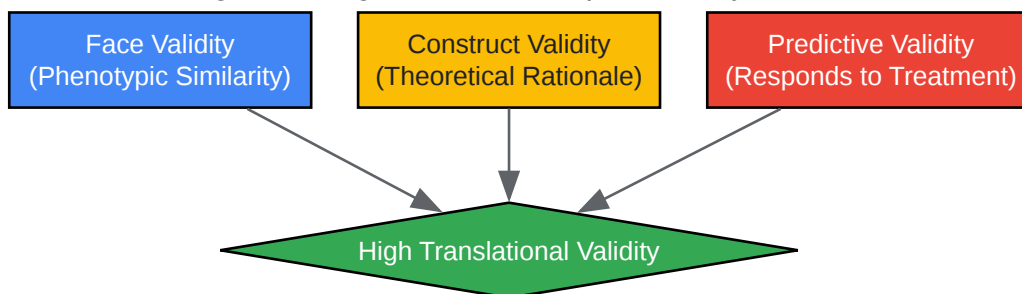 Face Validity
(Phenotypic Similarity)
Construct Validity
(Theoretical Rationale)
Predictive Validity
(Responds to Treatment)
High Translational Validity